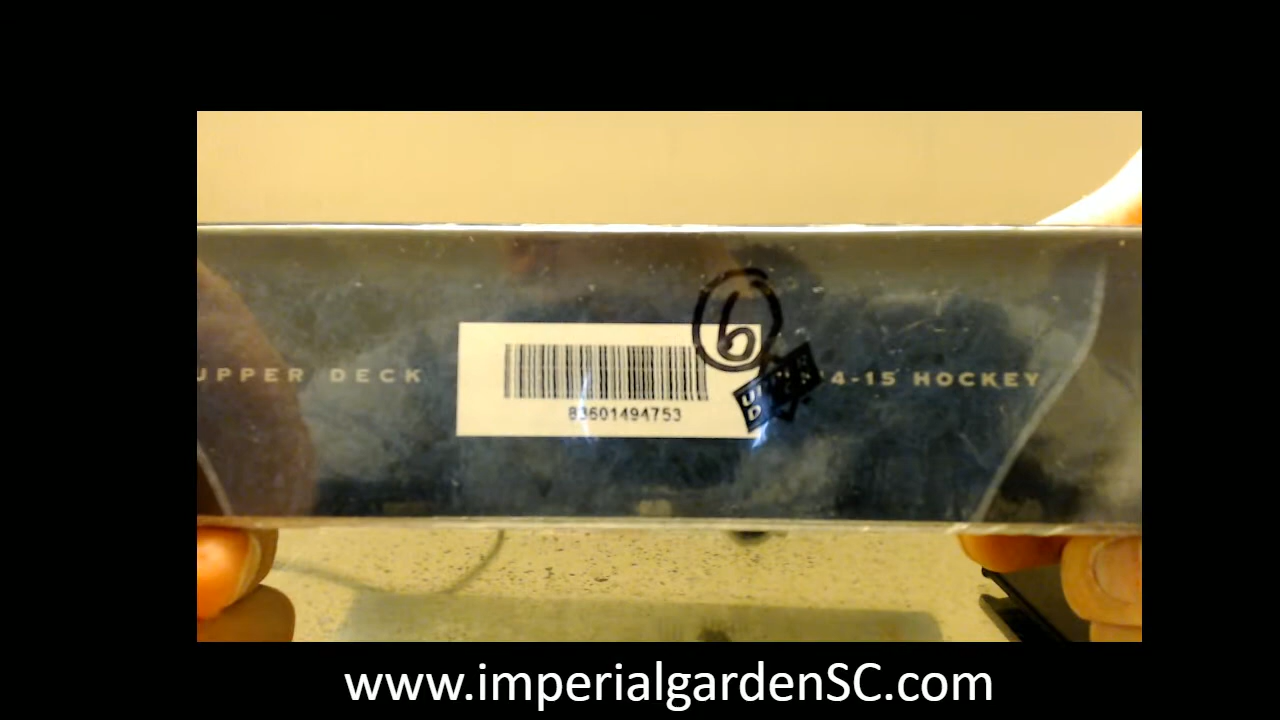 6
UPPER DECK
4-15 HOCKEY
83601494753
www.imperialgardenSC.com